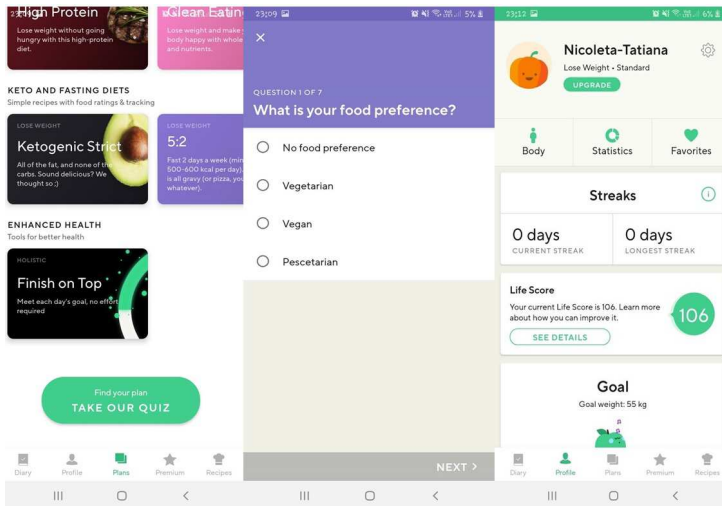 High Protein
Lose weight without going
hungry with this high-protein
diet.
Clean Eatin
Lose weight and make
body happy with whole
and nutrients.
KETO AND FASTING DIETS
Simple recipes with food ratings & tracking
LOSE WEIGHT
Ketogenic Strict
All of the fat, and none of the
carbs. Sound delicious? We
thought so ;)
LOSE WEIGHT
5:2
Fast 2 days a week (min
500-600 kcal per day).
is all gravy (or pizza, you
whatever).
ENHANCED HEALTH
Tools for better health
HOLISTIC
Finish on Top
Meet each day's goal, no effort
required
Find your plan
TAKE OUR QUIZ
Diary
Profile
Plans
Premium
Recipes
23:09
5%
×
QUESTION 1 OF 7
What is your food preference?
No food preference
Vegetarian
Vegan
Pescetarian
NEXT >
23:12
6%
Nicoleta-Tatiana
Lose Weight • Standard
UPGRADE
Body
Statistics
Favorites
Streaks
0 days
CURRENT STREAK
0 days
LONGEST STREAK
Life Score
Your current Life Score is 106. Learn more
about how you can improve it.
106
SEE DETAILS
Goal
Goal weight: 55 kg
Diary
Profile
Plans
Premium
Recipes